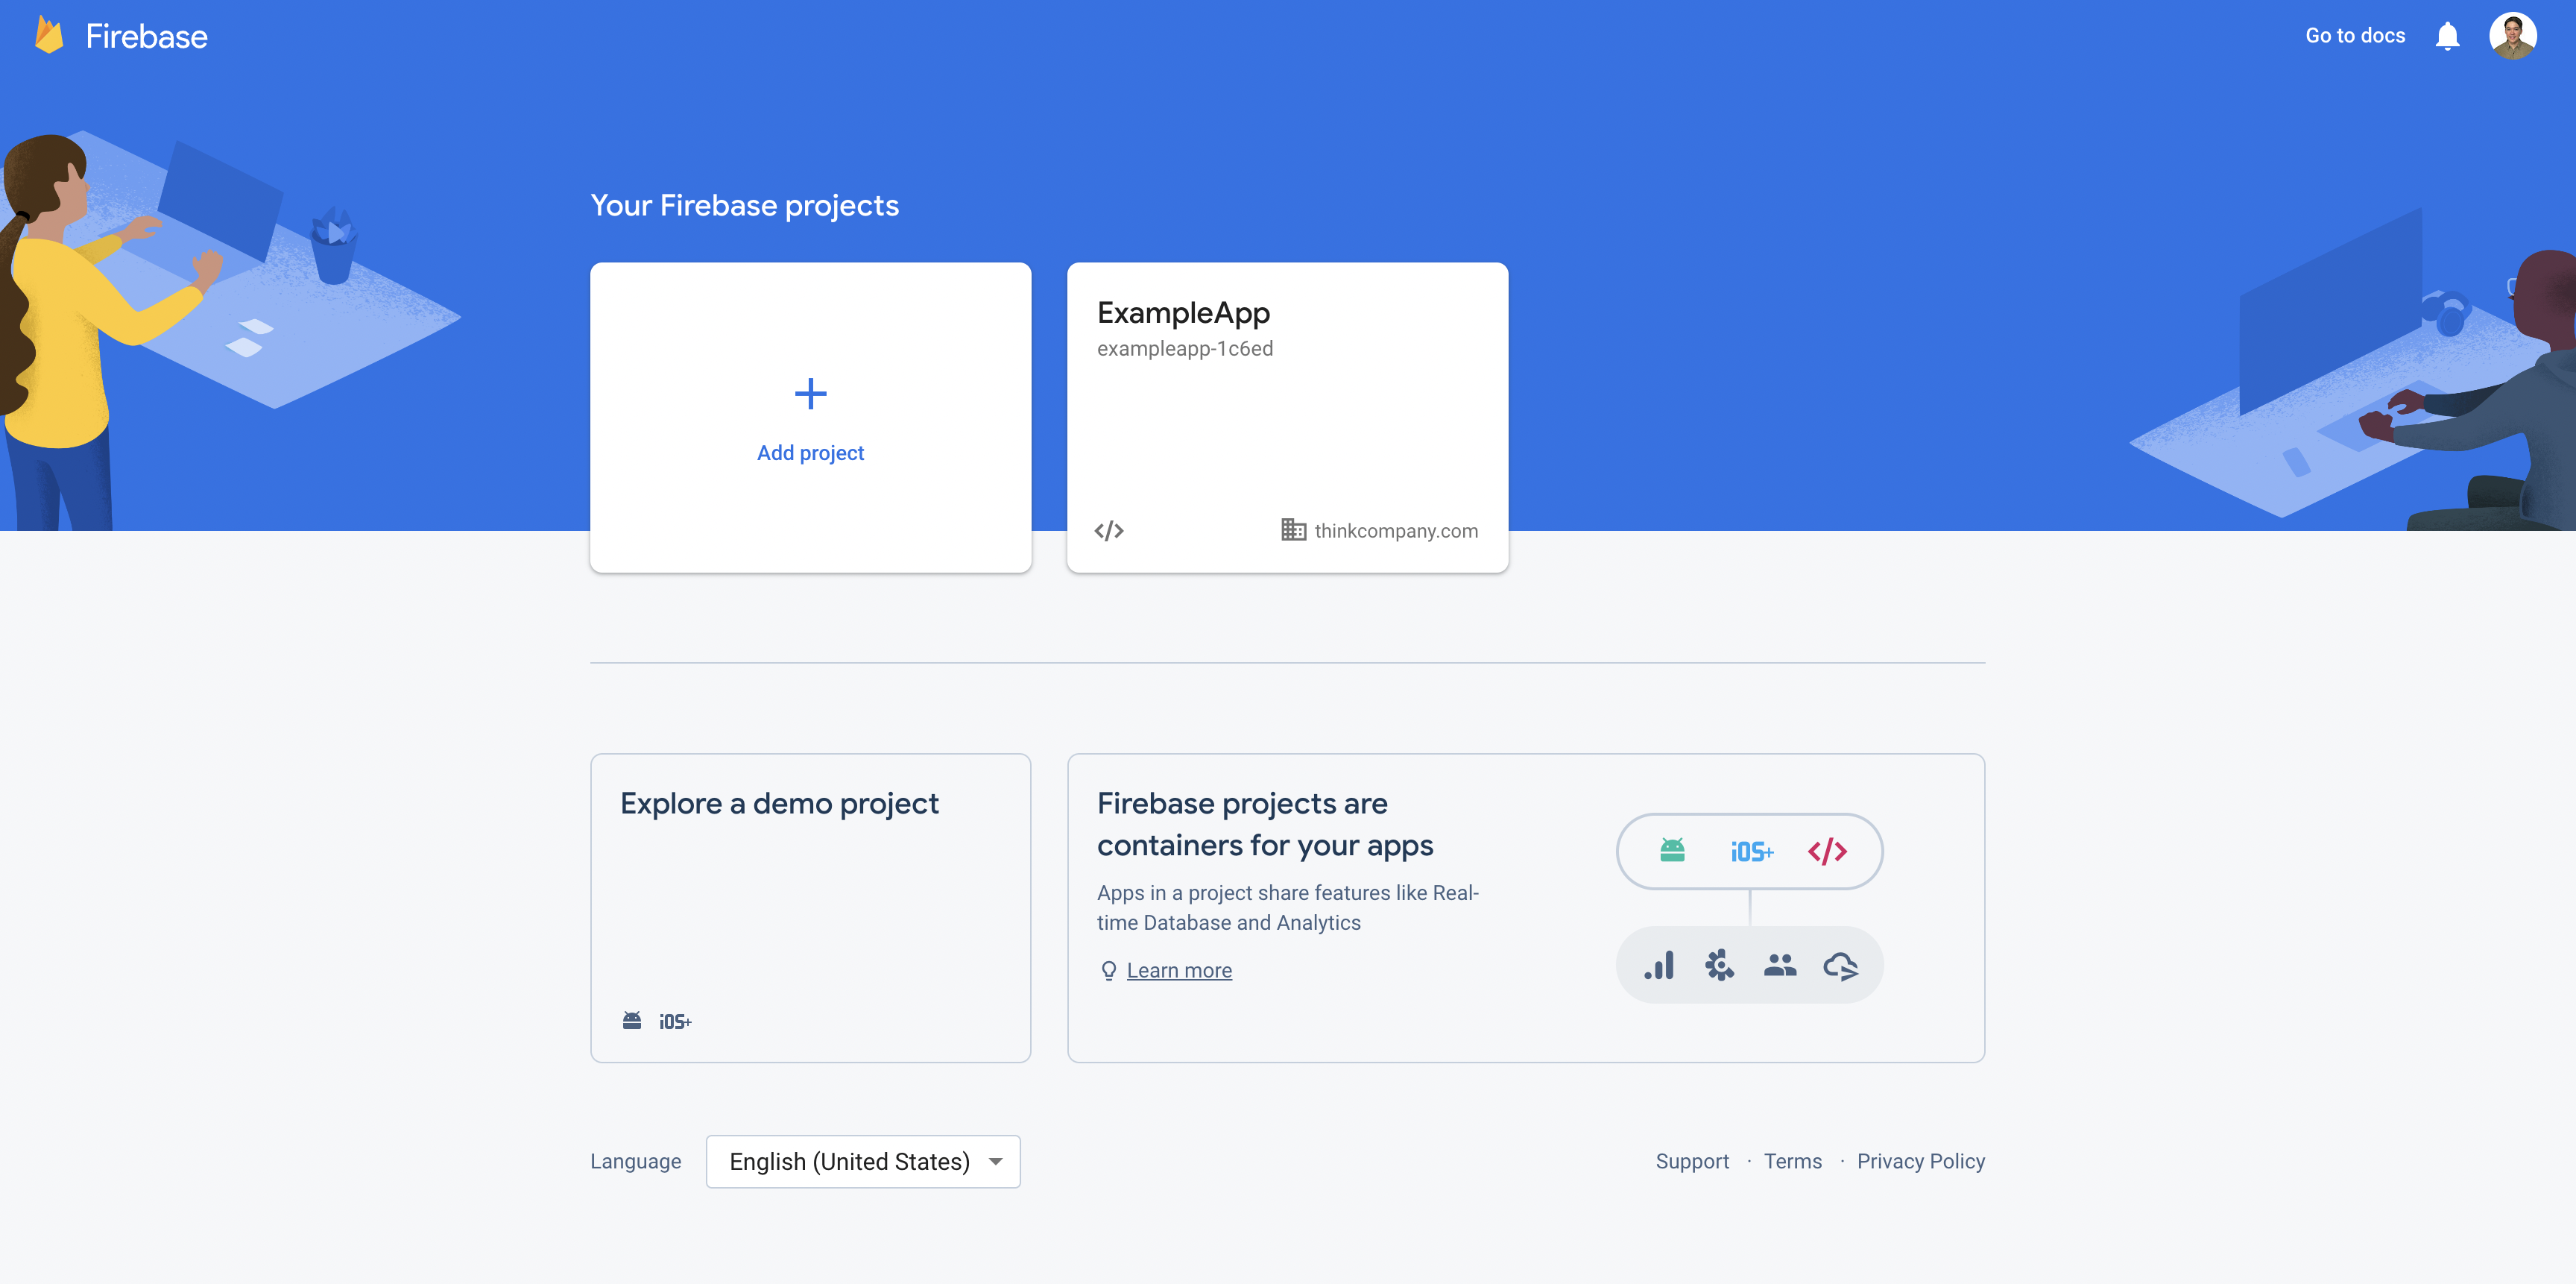 Firebase
Go to docs
Your Firebase projects
Add project
ExampleApp
exampleapp-1c6ed
thinkcompany.com
Explore a demo project
iOS+
Firebase projects are
containers for your apps
Apps in a project share features like Real-
time Database and Analytics
Learn more
iOS+
Language
English (United States)
Support · Terms · Privacy Policy